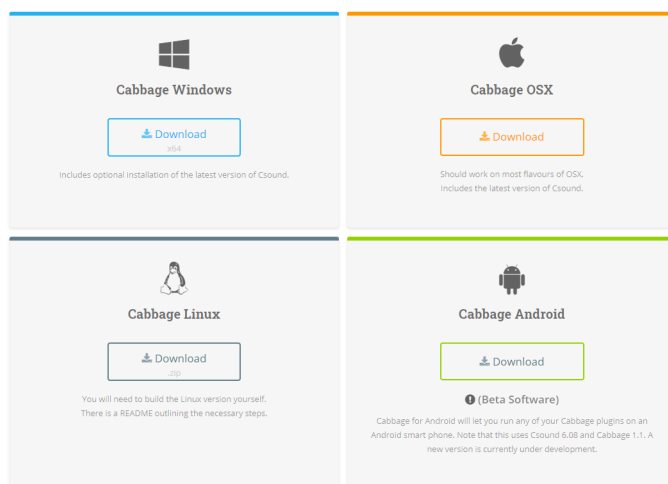 Cabbage Windows
Download
x64
Includes optional installation of the latest version of Csound.
Cabbage OSX
Download
Should work on most flavours of OSX.
Includes the latest version of Csound.
Cabbage Linux
Download
.zip
You will need to build the Linux version yourself.
There is a README outlining the necessary steps.
Cabbage Android
Download
(Beta Software)
Cabbage for Android will let you run any of your Cabbage plugins on an
Android smart phone. Note that this uses Csound 6.08 and Cabbage 1.1. A
new version is currently under development.